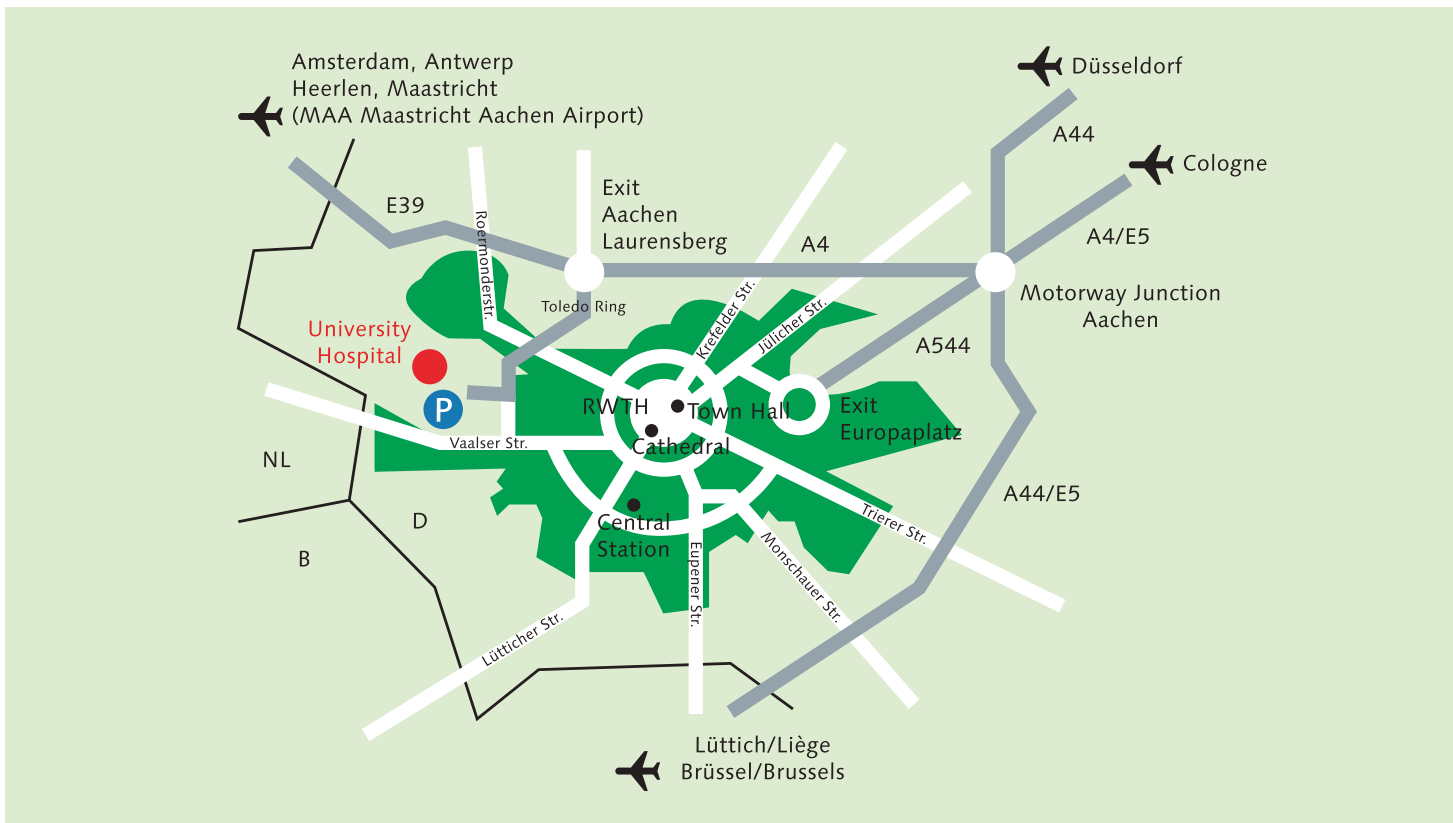 Amsterdam, Antwerp
Heerlen, Maastricht
(MAA Maastricht Aachen Airport)
Düsseldorf
A44
Cologne
A4/E5
E39
Roermonderstr.
Exit
Aachen
Laurensberg
A4
Toledo Ring
Krefelder Str.
Jülicher Str.
Motorway Junction
Aachen
A544
University
Hospital
P
RWTH
Town Hall
Cathedral
Exit
Europaplatz
Vaalser Str.
NL
D
B
Central
Station
A44/E5
Trierer Str.
Monschauer Str.
Eupener Str.
Lütticher Str.
Lüttich/Liège
Brüssel/Brussels